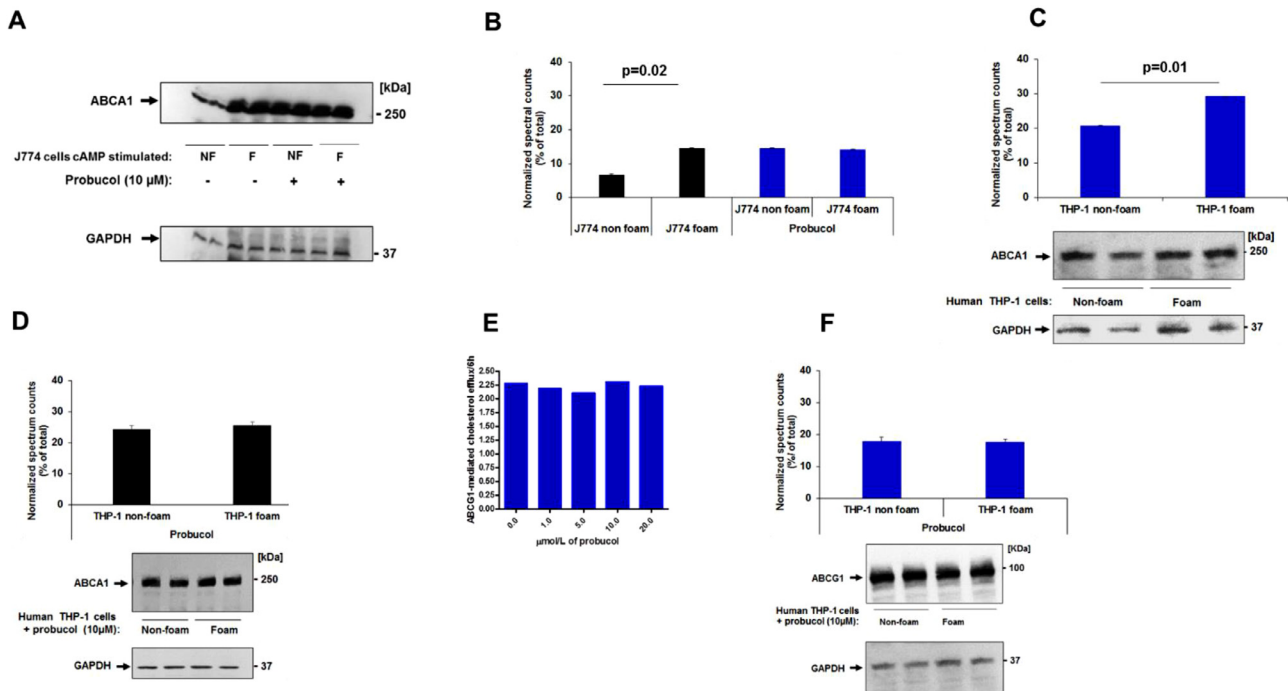 A
[kDa]
ABCA1
- 250
J774 cells cAMP stimulated: NF F NF F
Probucol (10 µM): - - + +
GAPDH
- 37
B
Normalized spectral counts
(% of total)
40
30
20
10
0
p=0.02
J774 non foam J774 foam
J774 non foam J774 foam
Probucol
C
Normalized spectrum counts
(% of total)
40
30
20
10
0
p=0.01
THP-1 non-foam THP-1 foam
[kDa]
ABCA1
- 250
Human THP-1 cells: Non-foam Foam
GAPDH
- 37
D
Normalized spectrum counts
(% of total)
40
30
20
10
0
THP-1 non-foam THP-1 foam
Probucol
[kDa]
ABCA1
- 250
Human THP-1 cells
+ probucol (10µM): Non-foam Foam
GAPDH
- 37
E
ABCG1-mediated cholesterol efflux/6h
2.50
2.25
2.00
1.75
1.50
1.25
1.00
0.75
0.50
0.25
0.00
0.0 1.0 5.0 10.0 20.0
µmol/L of probucol
F
Normalized spectrum counts
(%/ of total)
40
30
20
10
0
THP-1 non foam THP-1 foam
Probucol
[KDa]
ABCG1
- 100
Human THP-1 cells
+ probucol (10µM): Non-foam Foam
GAPDH
- 37